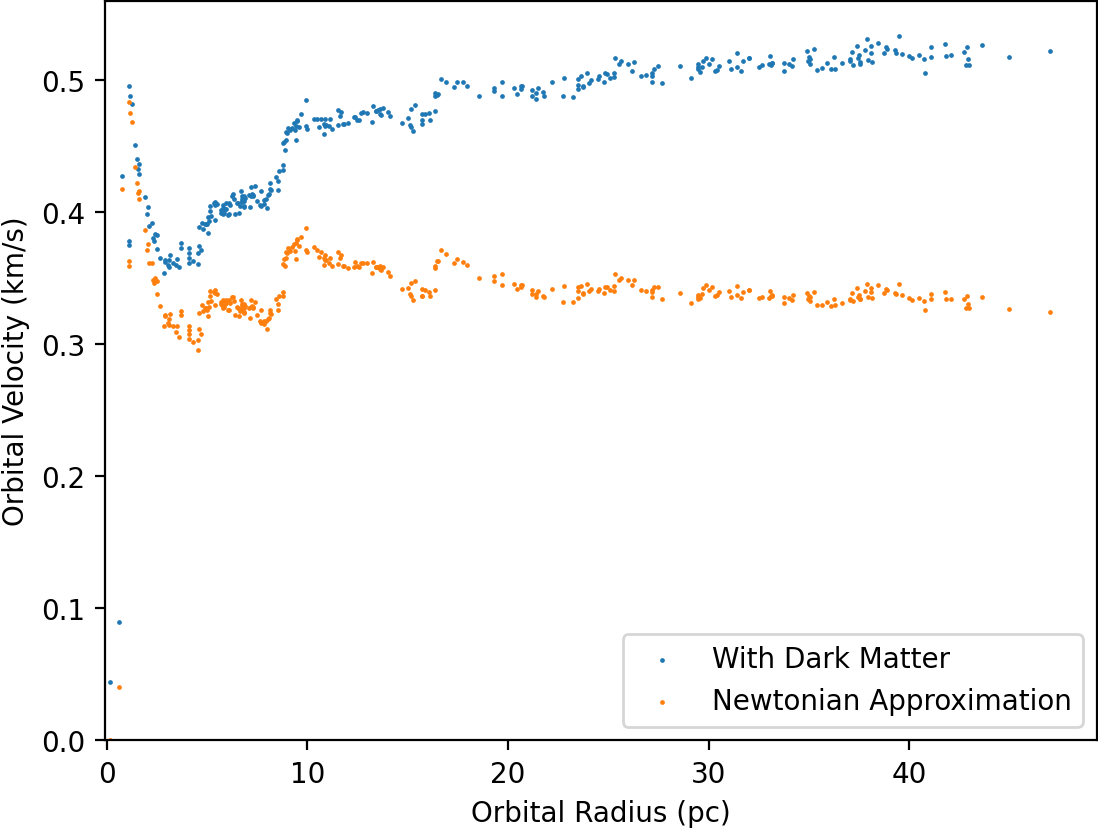 0.5
0.4
0.3
0.2
0.1
0.0
Orbital Velocity (km/s)
With Dark Matter
Newtonian Approximation
0 10 20 30 40
Orbital Radius (pc)